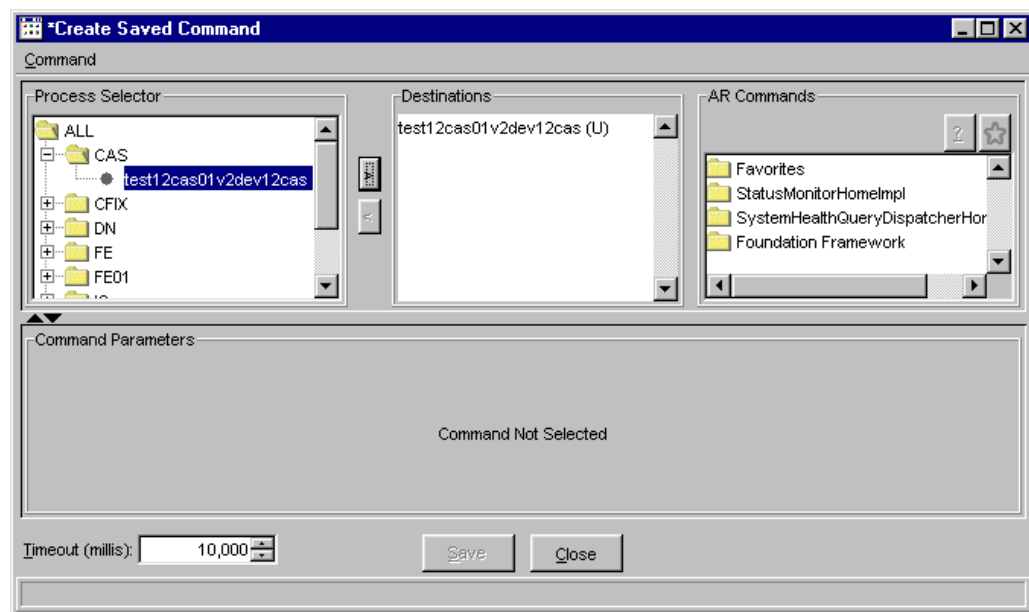 *Create Saved Command
Command
Process Selector
ALL
CAS
test12cas01v2dev12cas
CFIX
DN
FE
FE01
>
<
Destinations
test12cas01v2dev12cas (U)
AR Commands
?
Favorites
StatusMonitorHomeImpl
SystemHealthQueryDispatcherHor
Foundation Framework
Command Parameters
Command Not Selected
Timeout (millis): 10,000
Save
Close